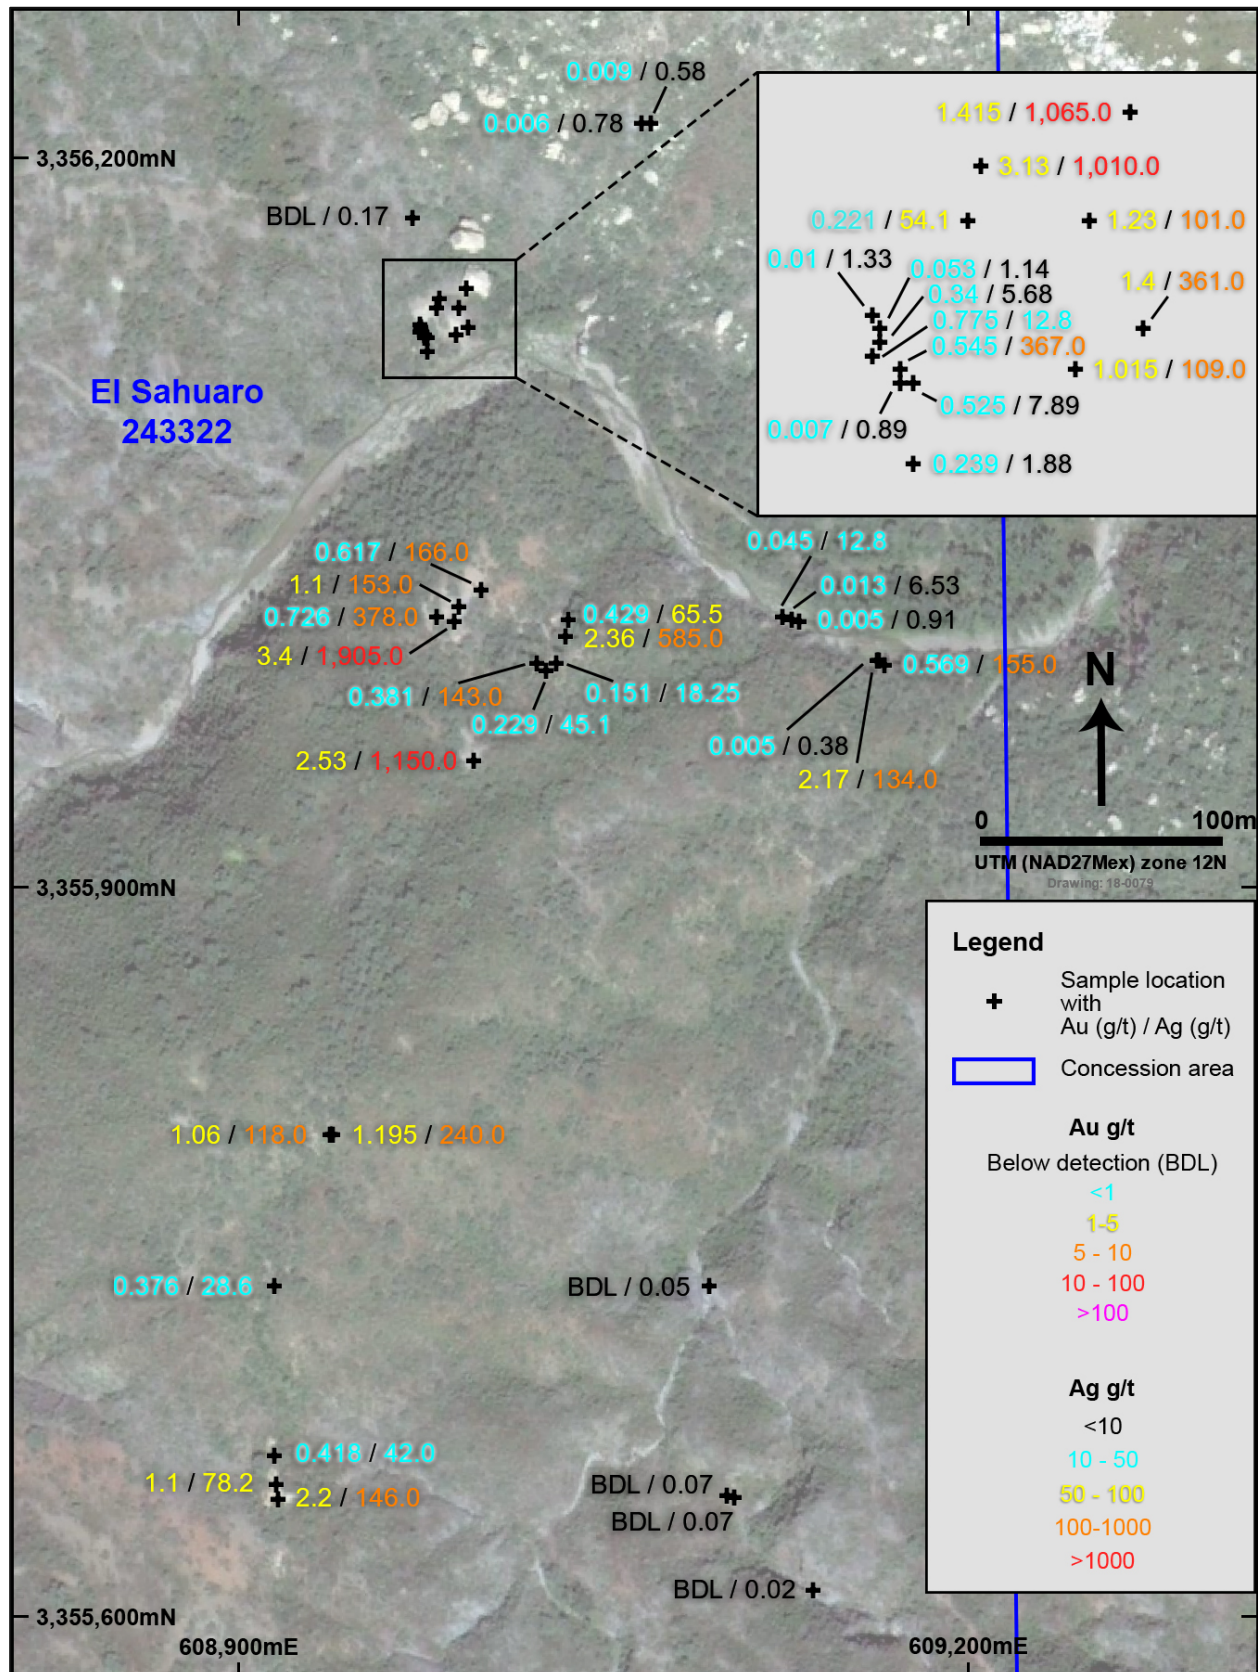 0.009 / 0.58
0.006 / 0.78
3,356,200mN
BDL / 0.17
1.415 / 1,065.0
3.13 / 1,010.0
0.221 / 54.1
1.23 / 101.0
0.01 / 1.33
0.053 / 1.14
0.34 / 5.68
1.4 / 361.0
0.775 / 12.8
0.545 / 367.0
1.015 / 109.0
0.525 / 7.89
0.007 / 0.89
0.239 / 1.88
El Sahuaro
243322
0.617 / 166.0
1.1 / 153.0
0.726 / 378.0
3.4 / 1,905.0
0.429 / 65.5
2.36 / 585.0
0.381 / 143.0
0.151 / 18.25
0.229 / 45.1
2.53 / 1,150.0
0.045 / 12.8
0.013 / 6.53
0.005 / 0.91
0.569 / 155.0
0.005 / 0.38
2.17 / 134.0
N
0 100m
UTM (NAD27Mex) zone 12N
Drawing: 18-0079
3,355,900mN
Legend
Sample location
with
Au (g/t) / Ag (g/t)
Concession area
Au g/t
Below detection (BDL)
<1
1-5
5 - 10
10 - 100
>100
Ag g/t
<10
10 - 50
50 - 100
100-1000
>1000
1.06 / 118.0
1.195 / 240.0
0.376 / 28.6
BDL / 0.05
0.418 / 42.0
1.1 / 78.2
2.2 / 146.0
BDL / 0.07
BDL / 0.07
BDL / 0.02
3,355,600mN
608,900mE
609,200mE